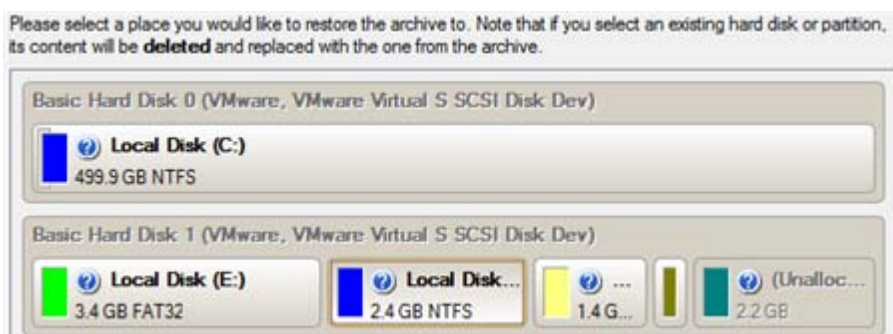 Please select a place you would like to restore the archive to. Note that if you select an existing hard disk or partition,
its content will be deleted and replaced with the one from the archive.
Basic Hard Disk 0 (VMware, VMware Virtual S SCSI Disk Dev)
Local Disk (C:)
499.9 GB NTFS
Basic Hard Disk 1 (VMware, VMware Virtual S SCSI Disk Dev)
Local Disk (E:) Local Disk... ... (Unalloc...
3.4 GB FAT32 2.4 GB NTFS 1.4 G... 2.2 GB